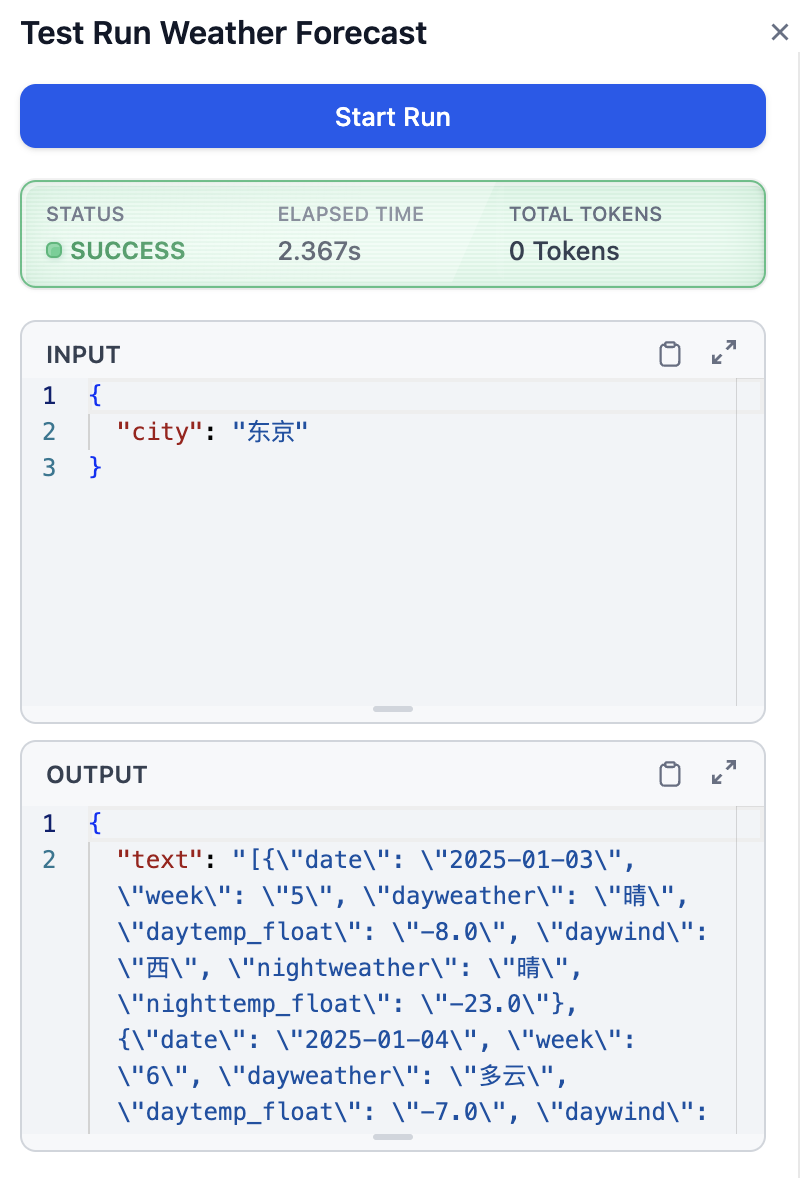 Test Run Weather Forecast
Start Run
STATUS ELAPSED TIME TOTAL TOKENS
SUCCESS 2.367s 0 Tokens
INPUT
1 {
2 "city": "东京"
3 }
OUTPUT
1 {
2 "text": "[{\"date\": \"2025-01-03\",
\"week\": \"5\", \"dayweather\": \"晴\",
\"daytemp_float\": \"-8.0\", \"daywind\":
\"西\", \"nightweather\": \"晴\",
\"nighttemp_float\": \"-23.0\"},
{\"date\": \"2025-01-04\", \"week\":
\"6\", \"dayweather\": \"多云\",
\"daytemp_float\": \"-7.0\", \"daywind\":